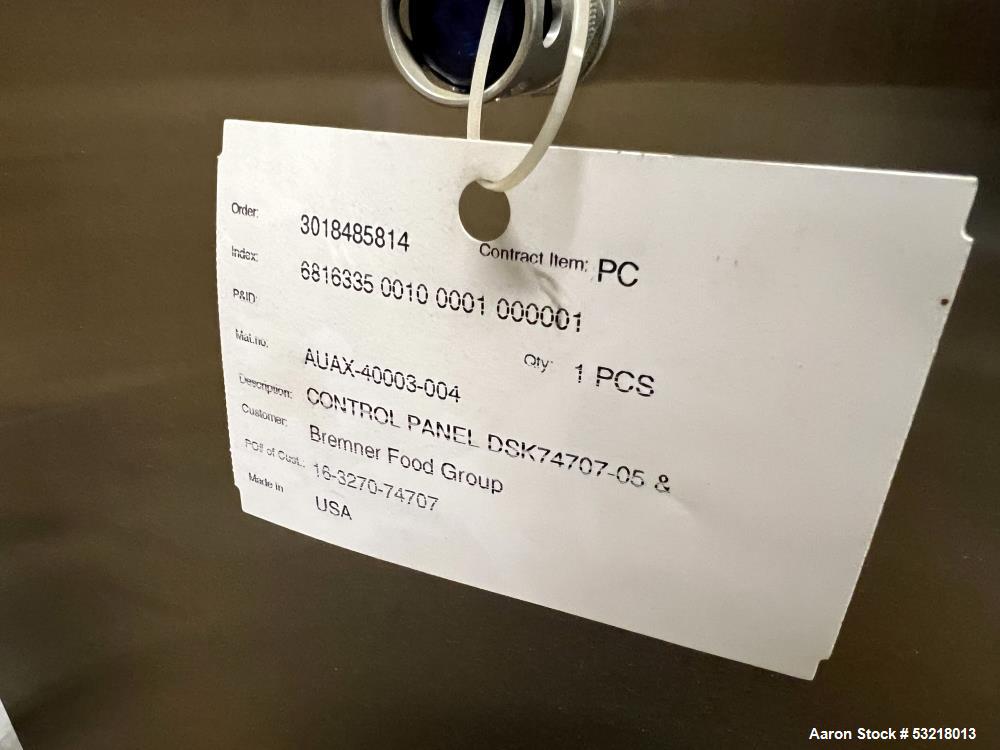 Order: 3018485814 Contract Item: PC
Index: 6816335 0010 0001 000001
P&ID: Qty: 1 PCS
Mat.no. AUAX-40003-004
Description: CONTROL PANEL DSK74707-05 &
Customer: Bremner Food Group
PO# of Cust.: 16-3270-74707
Made in USA
Aaron Stock # 53218013